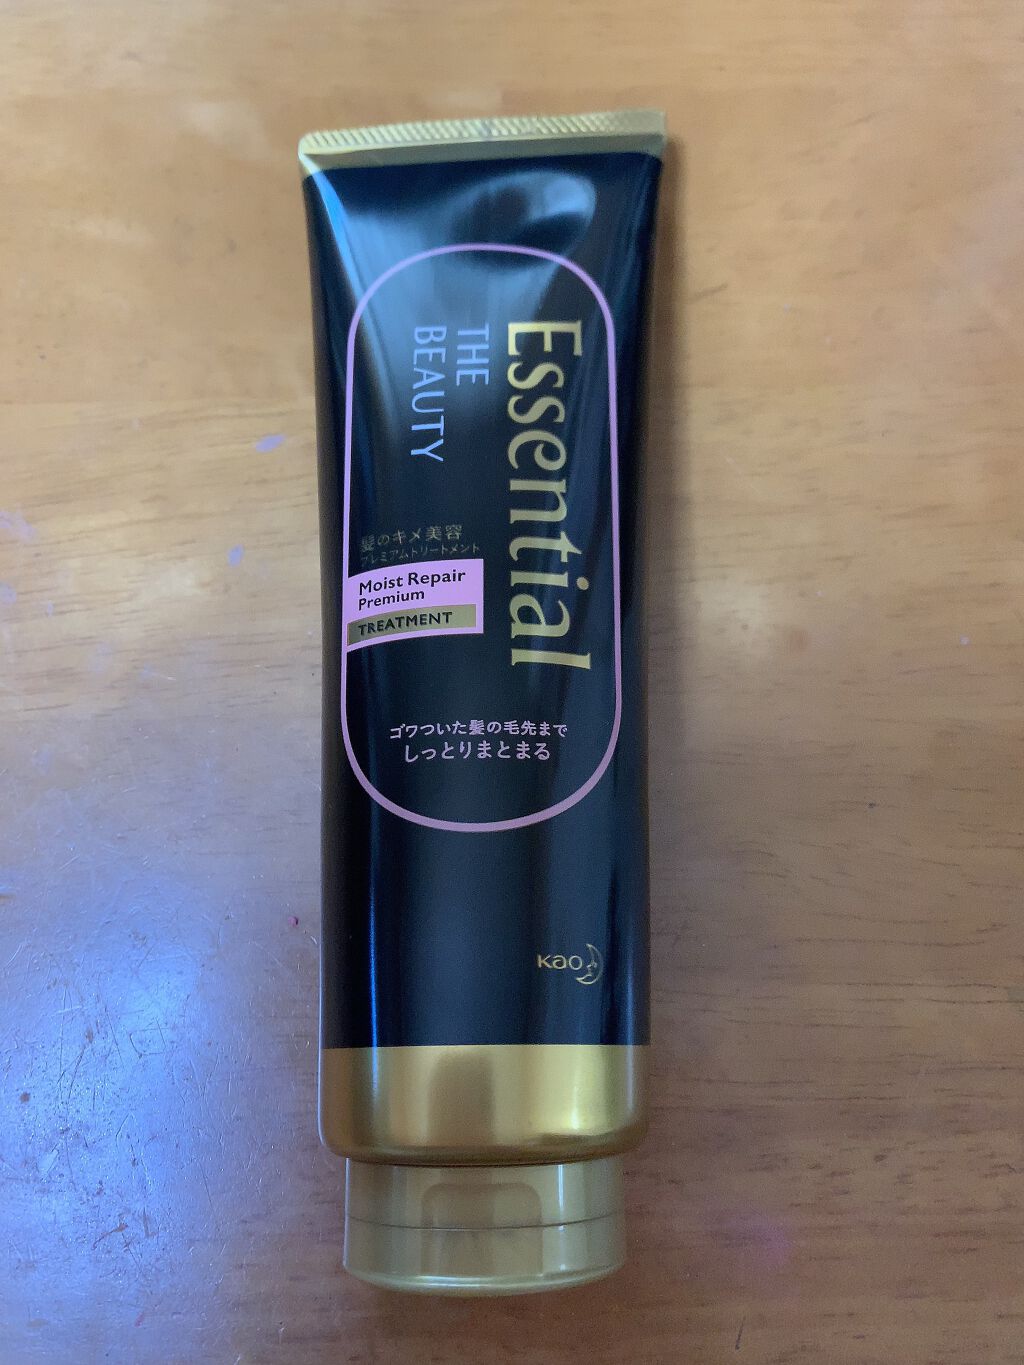 Essential
THE
BEAUTY
髪のキメ美容
プレミアムトリートメント
Moist Repair
Premium
TREATMENT
ゴワついた髪の毛先まで
しっとりまとまる
Kao